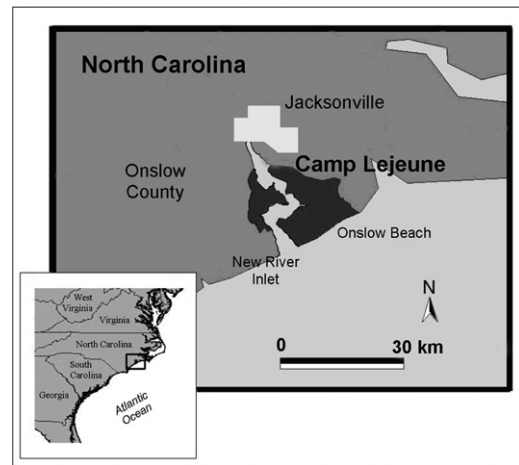 North Carolina
Jacksonville
Camp Lejeune
Onslow
County
Onslow Beach
New River
Inlet
N
0
30 km
West
Virginia
Virginia
North Carolina
South
Carolina
Georgia
Atlantic
Ocean